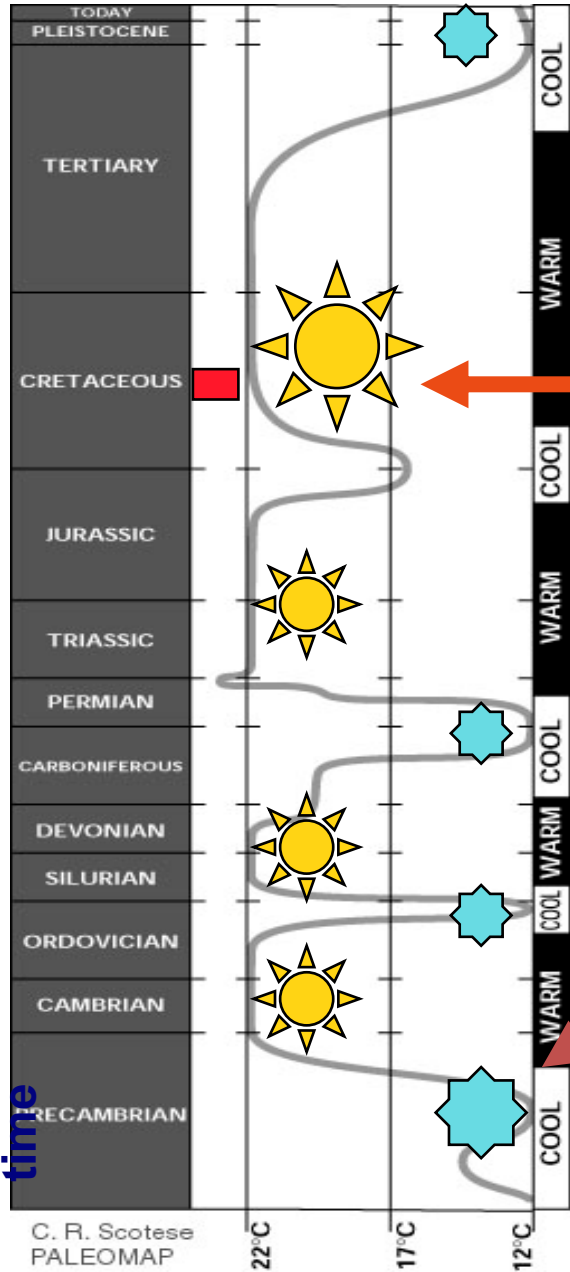 TODAY
PLEISTOCENE
COOL
TERTIARY
WARM
CRETACEOUS
COOL
JURASSIC
WARM
TRIASSIC
PERMIAN
COOL
CARBONIFEROUS
DEVONIAN
WARM
SILURIAN
COOL
ORDOVICIAN
WARM
CAMBRIAN
PRECAMBRIAN
COOL
time
C. R. Scotese
PALEOMAP
22°C
17°C
12°C